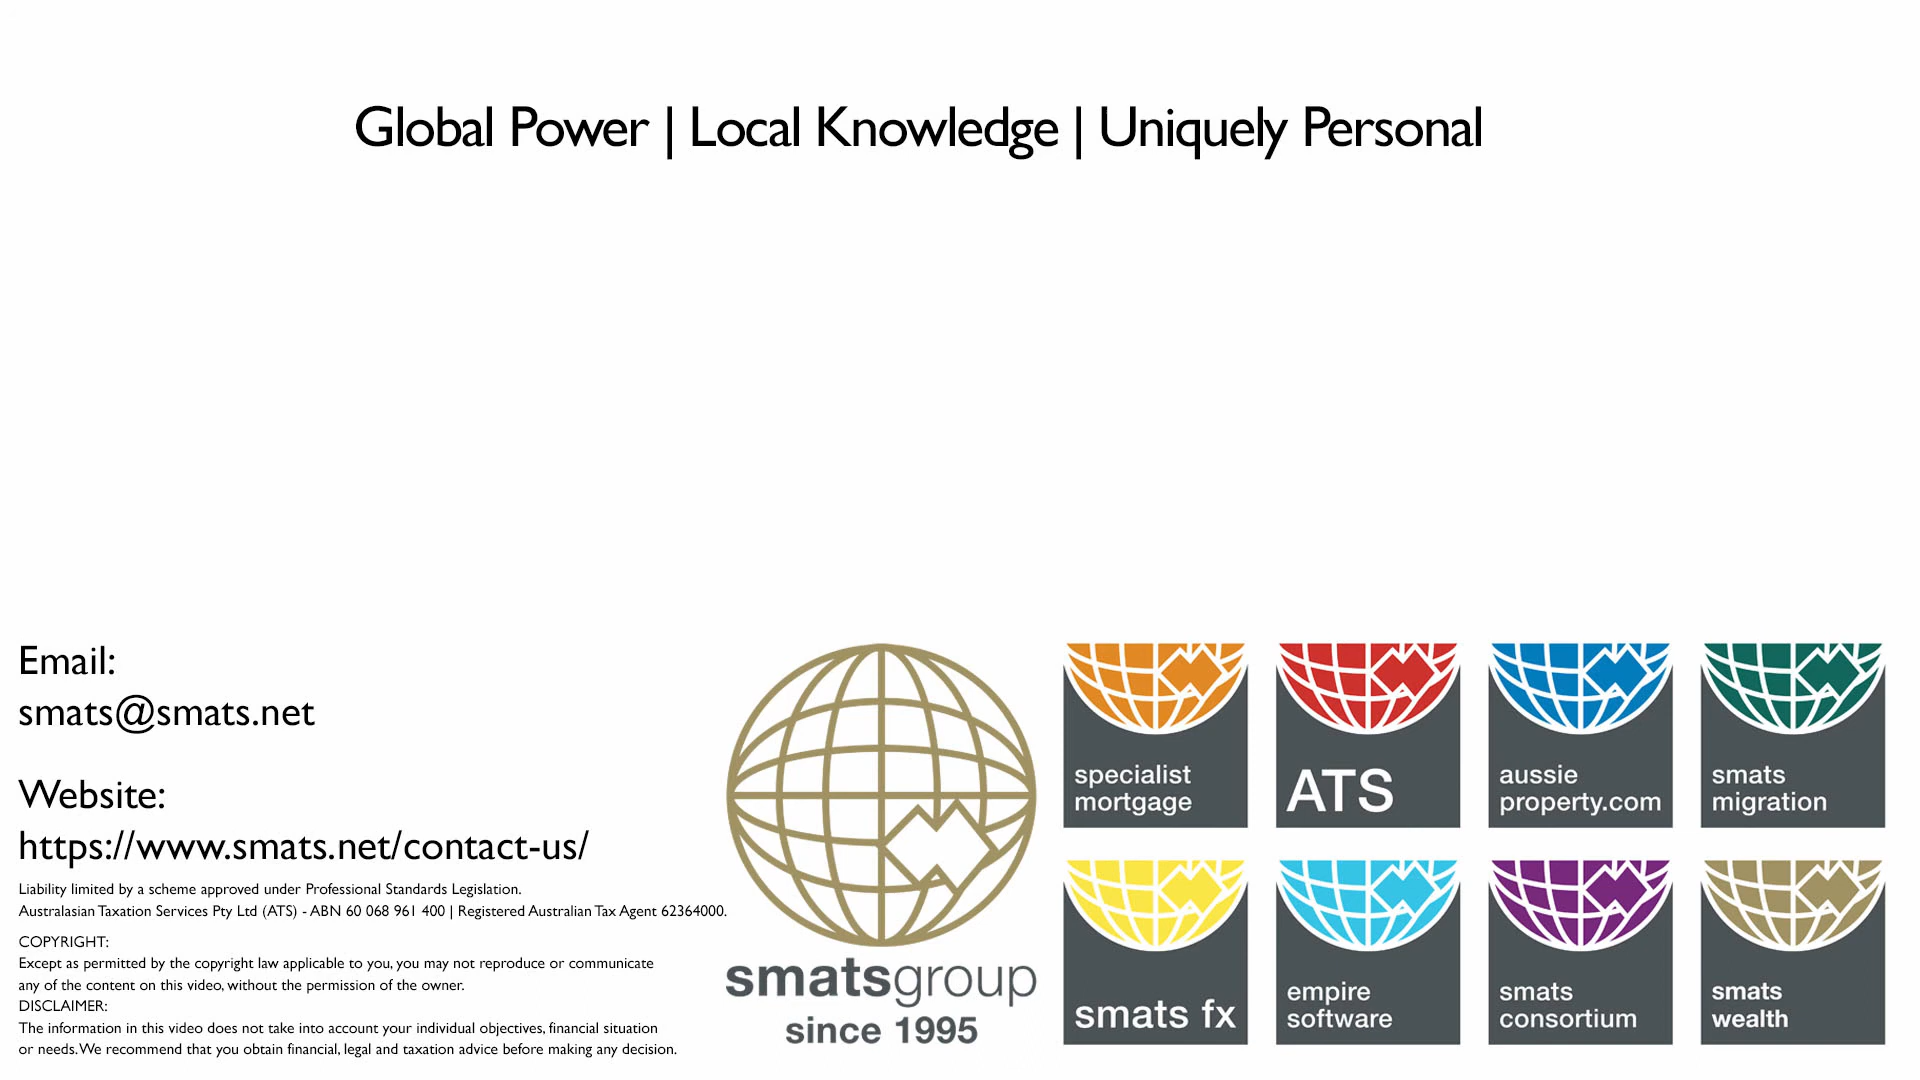 Global Power | Local Knowledge | Uniquely Personal
Email:
smats@smats.net
Website:
https://www.smats.net/contact-us/
Liability limited by a scheme approved under Professional Standards Legislation.
Australasian Taxation Services Pty Ltd (ATS) - ABN 60 068 961 400 | Registered Australian Tax Agent 62364000.
COPYRIGHT:
Except as permitted by the copyright law applicable to you, you may not reproduce or communicate
any of the content on this video, without the permission of the owner.
DISCLAIMER:
The information in this video does not take into account your individual objectives, financial situation
or needs. We recommend that you obtain financial, legal and taxation advice before making any decision.
smatsgroup
since 1995
specialist
mortgage
ATS
aussie
property.com
smats
migration
smats fx
empire
software
smats
consortium
smats
wealth